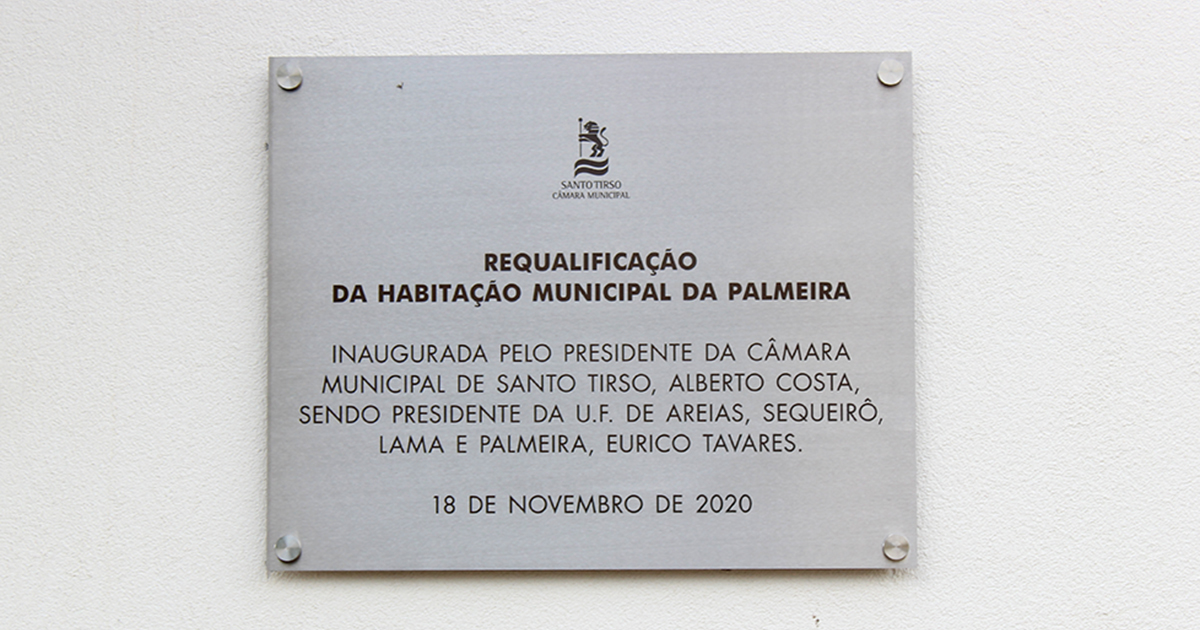 SANTO TIRSO
CÂMARA MUNICIPAL
REQUALIFICAÇÃO
DA HABITAÇÃO MUNICIPAL DA PALMEIRA
INAUGURADA PELO PRESIDENTE DA CÂMARA
MUNICIPAL DE SANTO TIRSO, ALBERTO COSTA,
SENDO PRESIDENTE DA U.F. DE AREIAS, SEQUEIRÔ,
LAMA E PALMEIRA, EURICO TAVARES.
18 DE NOVEMBRO DE 2020